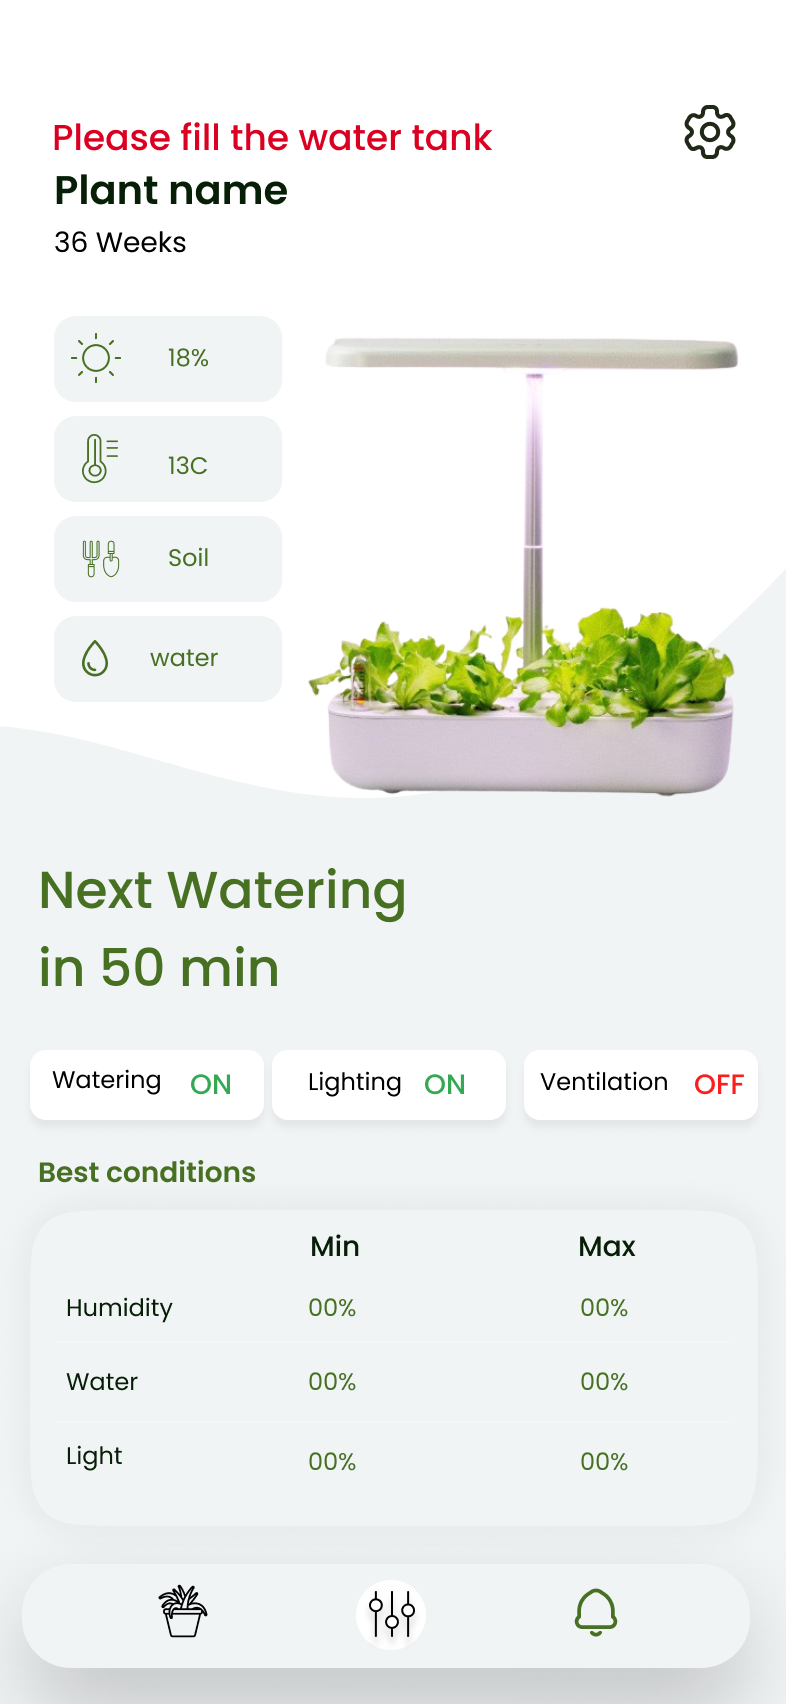 Please fill the water tank
Plant name
36 Weeks
18%
13C
Soil
water
Next Watering
in 50 min
Watering ON
Lighting ON
Ventilation OFF
Best conditions
Min Max
Humidity 00% 00%
Water 00% 00%
Light 00% 00%